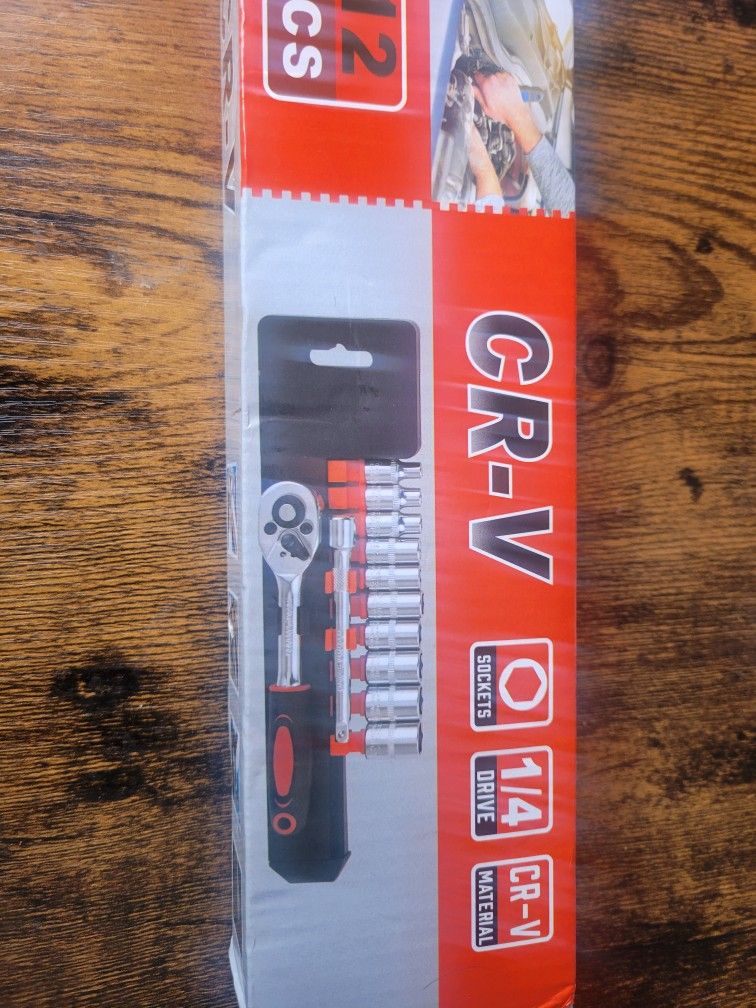 12
PCS
CR-V
SOCKETS
1/4
DRIVE
CR-V
MATERIAL